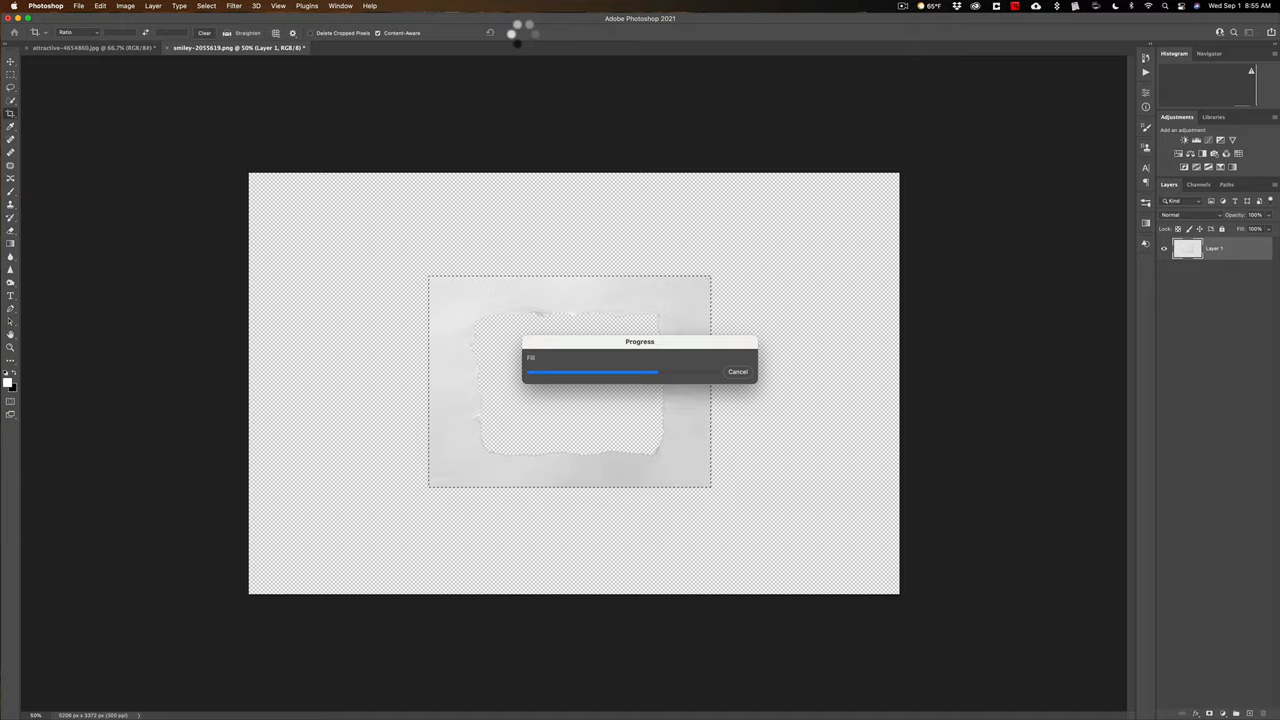 Photoshop File Edit Image Layer Type Select Filter 3D View Plugins Window Help 65°F Wed Sep 1 8:55 AM
Adobe Photoshop 2021
Ratio Clear Straighten Delete Cropped Pixels Content-Aware
attractive-4654860.jpg @ 66.7% (RGB/8#) * × smiley-2055619.png @ 50% (Layer 1, RGB/8) *
Histogram Navigator
Adjustments Libraries
Add an adjustment
Layers Channels Paths
Kind
Normal Opacity: 100%
Lock: Fill: 100%
Layer 1
Progress
Fill
Cancel
50% 5206 px x 3372 px (300 ppi) >